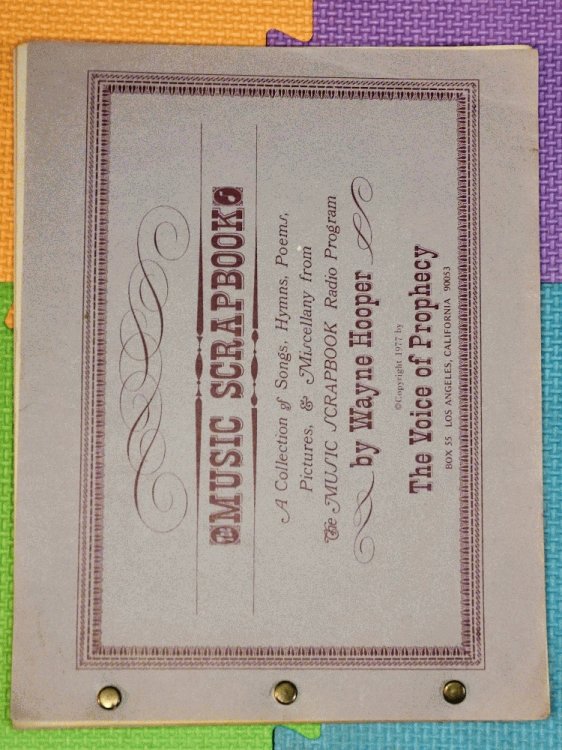 MUSIC SCRAPBOOK
A Collection of Songs, Hymns, Poems,
Pictures, & Miscellany from
The MUSIC SCRAPBOOK Radio Program
by Wayne Hooper
©Copyright 1977 by
The Voice of Prophecy
BOX 55 LOS ANGELES, CALIFORNIA 90053